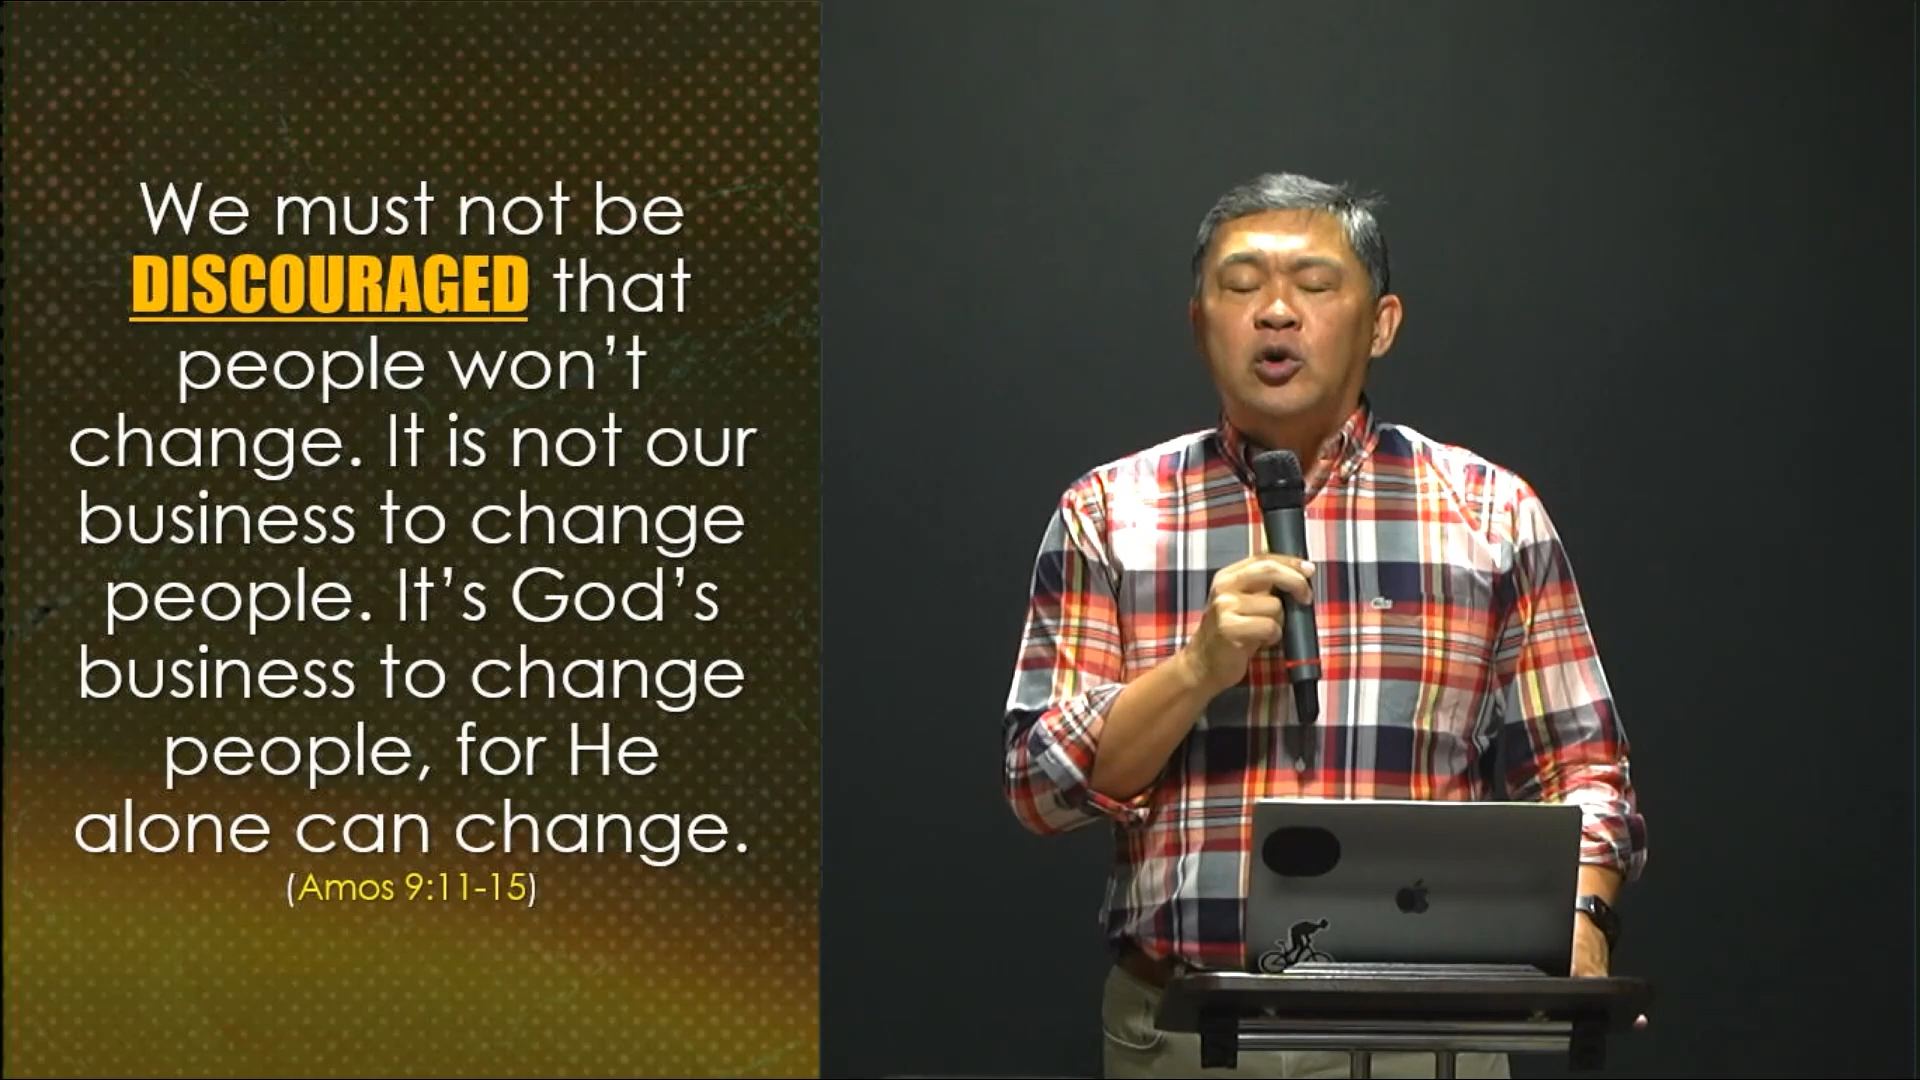 We must not be
DISCOURAGED that
people won't
change. It is not our
business to change
people. It's God's
business to change
people, for He
alone can change.
(Amos 9:11-15)